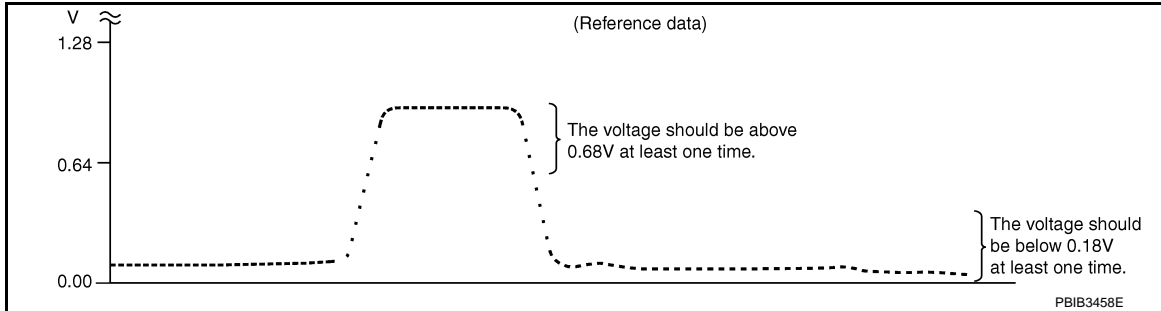 V
(Reference data)
1.28
The voltage should be above
0.68V at least one time.
0.64
The voltage should
be below 0.18V
at least one time.
0.00
PBIB3458E